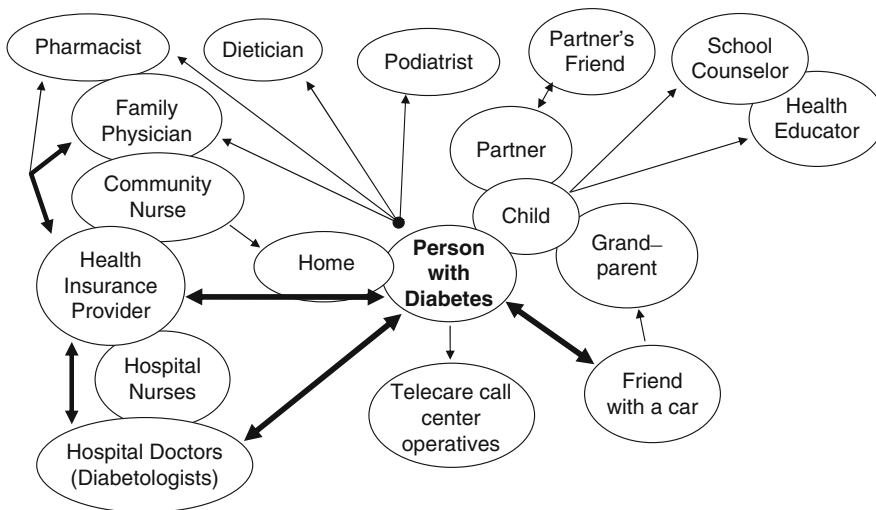 Pharmacist
Dietician
Podiatrist
Partner's
Friend
School
Counselor
Health
Educator
Family
Physician
Partner
Community
Nurse
Child
Home
Person
with
Diabetes
Grand–
parent
Health
Insurance
Provider
Hospital
Nurses
Telecare call
center
operatives
Friend
with a car
Hospital Doctors
(Diabetologists)